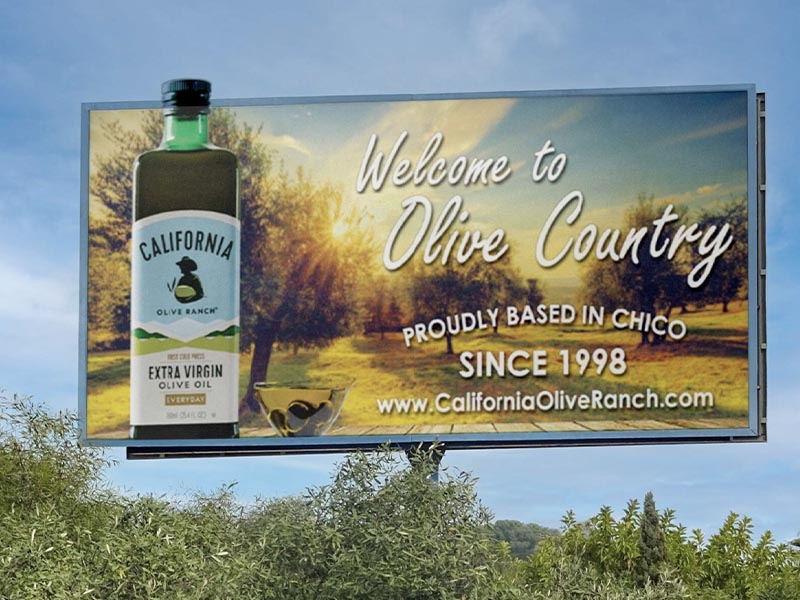 Welcome to
Olive Country
PROUDLY BASED IN CHICO
SINCE 1998
www.CaliforniaOliveRanch.com
CALIFORNIA
OLIVE RANCH
FIRST COLD PRESS
EXTRA VIRGIN
OLIVE OIL
EVERYDAY